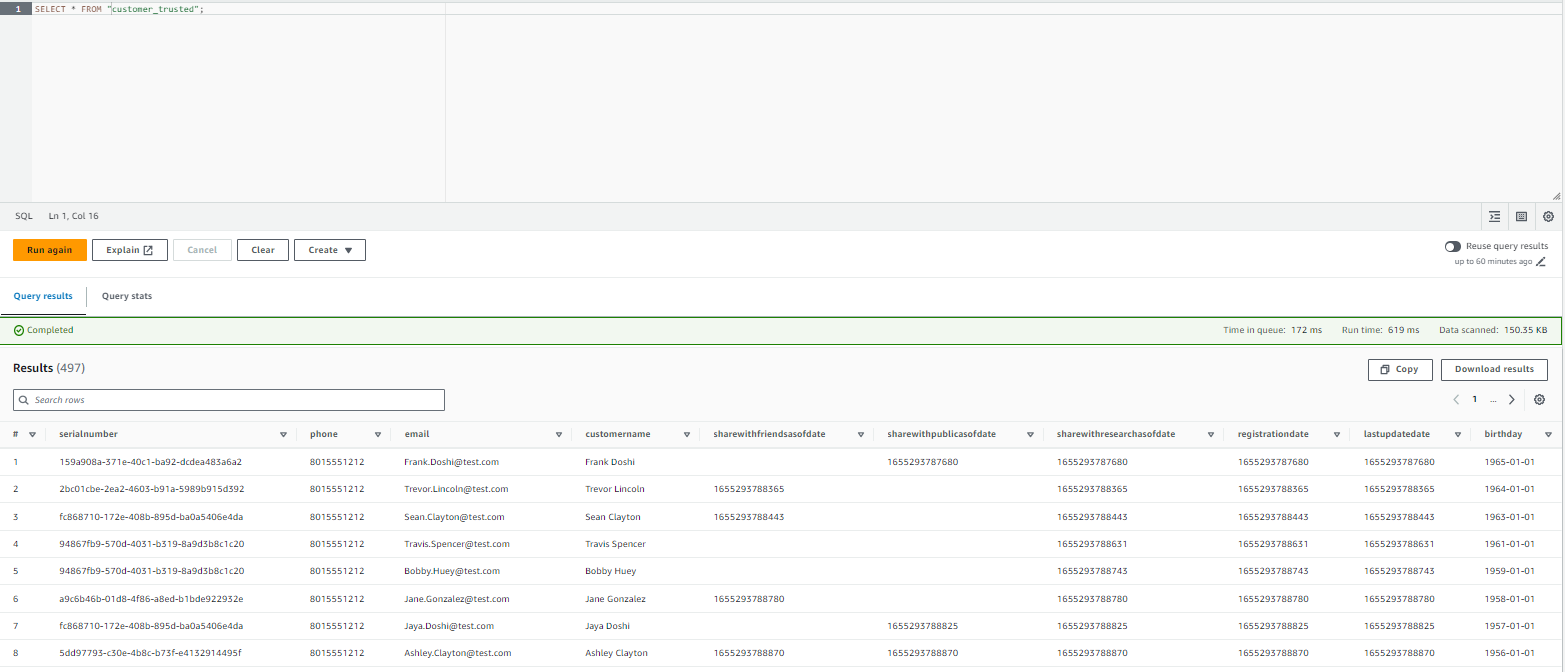 1 SELECT * FROM "customer_trusted";
SQL Ln 1, Col 16
Run again Explain Cancel Clear Create Reuse query results
up to 60 minutes ago
Query results Query stats
Completed Time in queue: 172 ms Run time: 619 ms Data scanned: 150.35 KB
Results (497) Copy Download results
Search rows 1 ...
# serialnumber phone email customername sharewithfriendsasofdate sharewithpublicasofdate sharewithresearchasofdate registrationdate lastupdatedate birthday
1 159a908a-371e-40c1-ba92-dcdea483a6a2 8015551212 Frank.Doshi@test.com Frank Doshi 1655293787680 1655293787680 1655293787680 1655293787680 1965-01-01
2 2bc01cbe-2ea2-4603-b91a-5989b915d392 8015551212 Trevor.Lincoln@test.com Trevor Lincoln 1655293788365 1655293788365 1655293788365 1655293788365 1964-01-01
3 fc868710-172e-408b-895d-ba0a5406e4da 8015551212 Sean.Clayton@test.com Sean Clayton 1655293788443 1655293788443 1655293788443 1655293788443 1963-01-01
4 94867fb9-570d-4031-b319-8a9d3b8c1c20 8015551212 Travis.Spencer@test.com Travis Spencer 1655293788631 1655293788631 1655293788631 1961-01-01
5 94867fb9-570d-4031-b319-8a9d3b8c1c20 8015551212 Bobby.Huey@test.com Bobby Huey 1655293788743 1655293788743 1655293788743 1959-01-01
6 a9c6b46b-01d8-4f86-a8ed-b1bde922932e 8015551212 Jane.Gonzalez@test.com Jane Gonzalez 1655293788780 1655293788780 1655293788780 1655293788780 1958-01-01
7 fc868710-172e-408b-895d-ba0a5406e4da 8015551212 Jaya.Doshi@test.com Jaya Doshi 1655293788825 1655293788825 1655293788825 1655293788825 1957-01-01
8 5dd97793-c30e-4b8c-b73f-e4132914495f 8015551212 Ashley.Clayton@test.com Ashley Clayton 1655293788870 1655293788870 1655293788870 1655293788870 1655293788870 1956-01-01